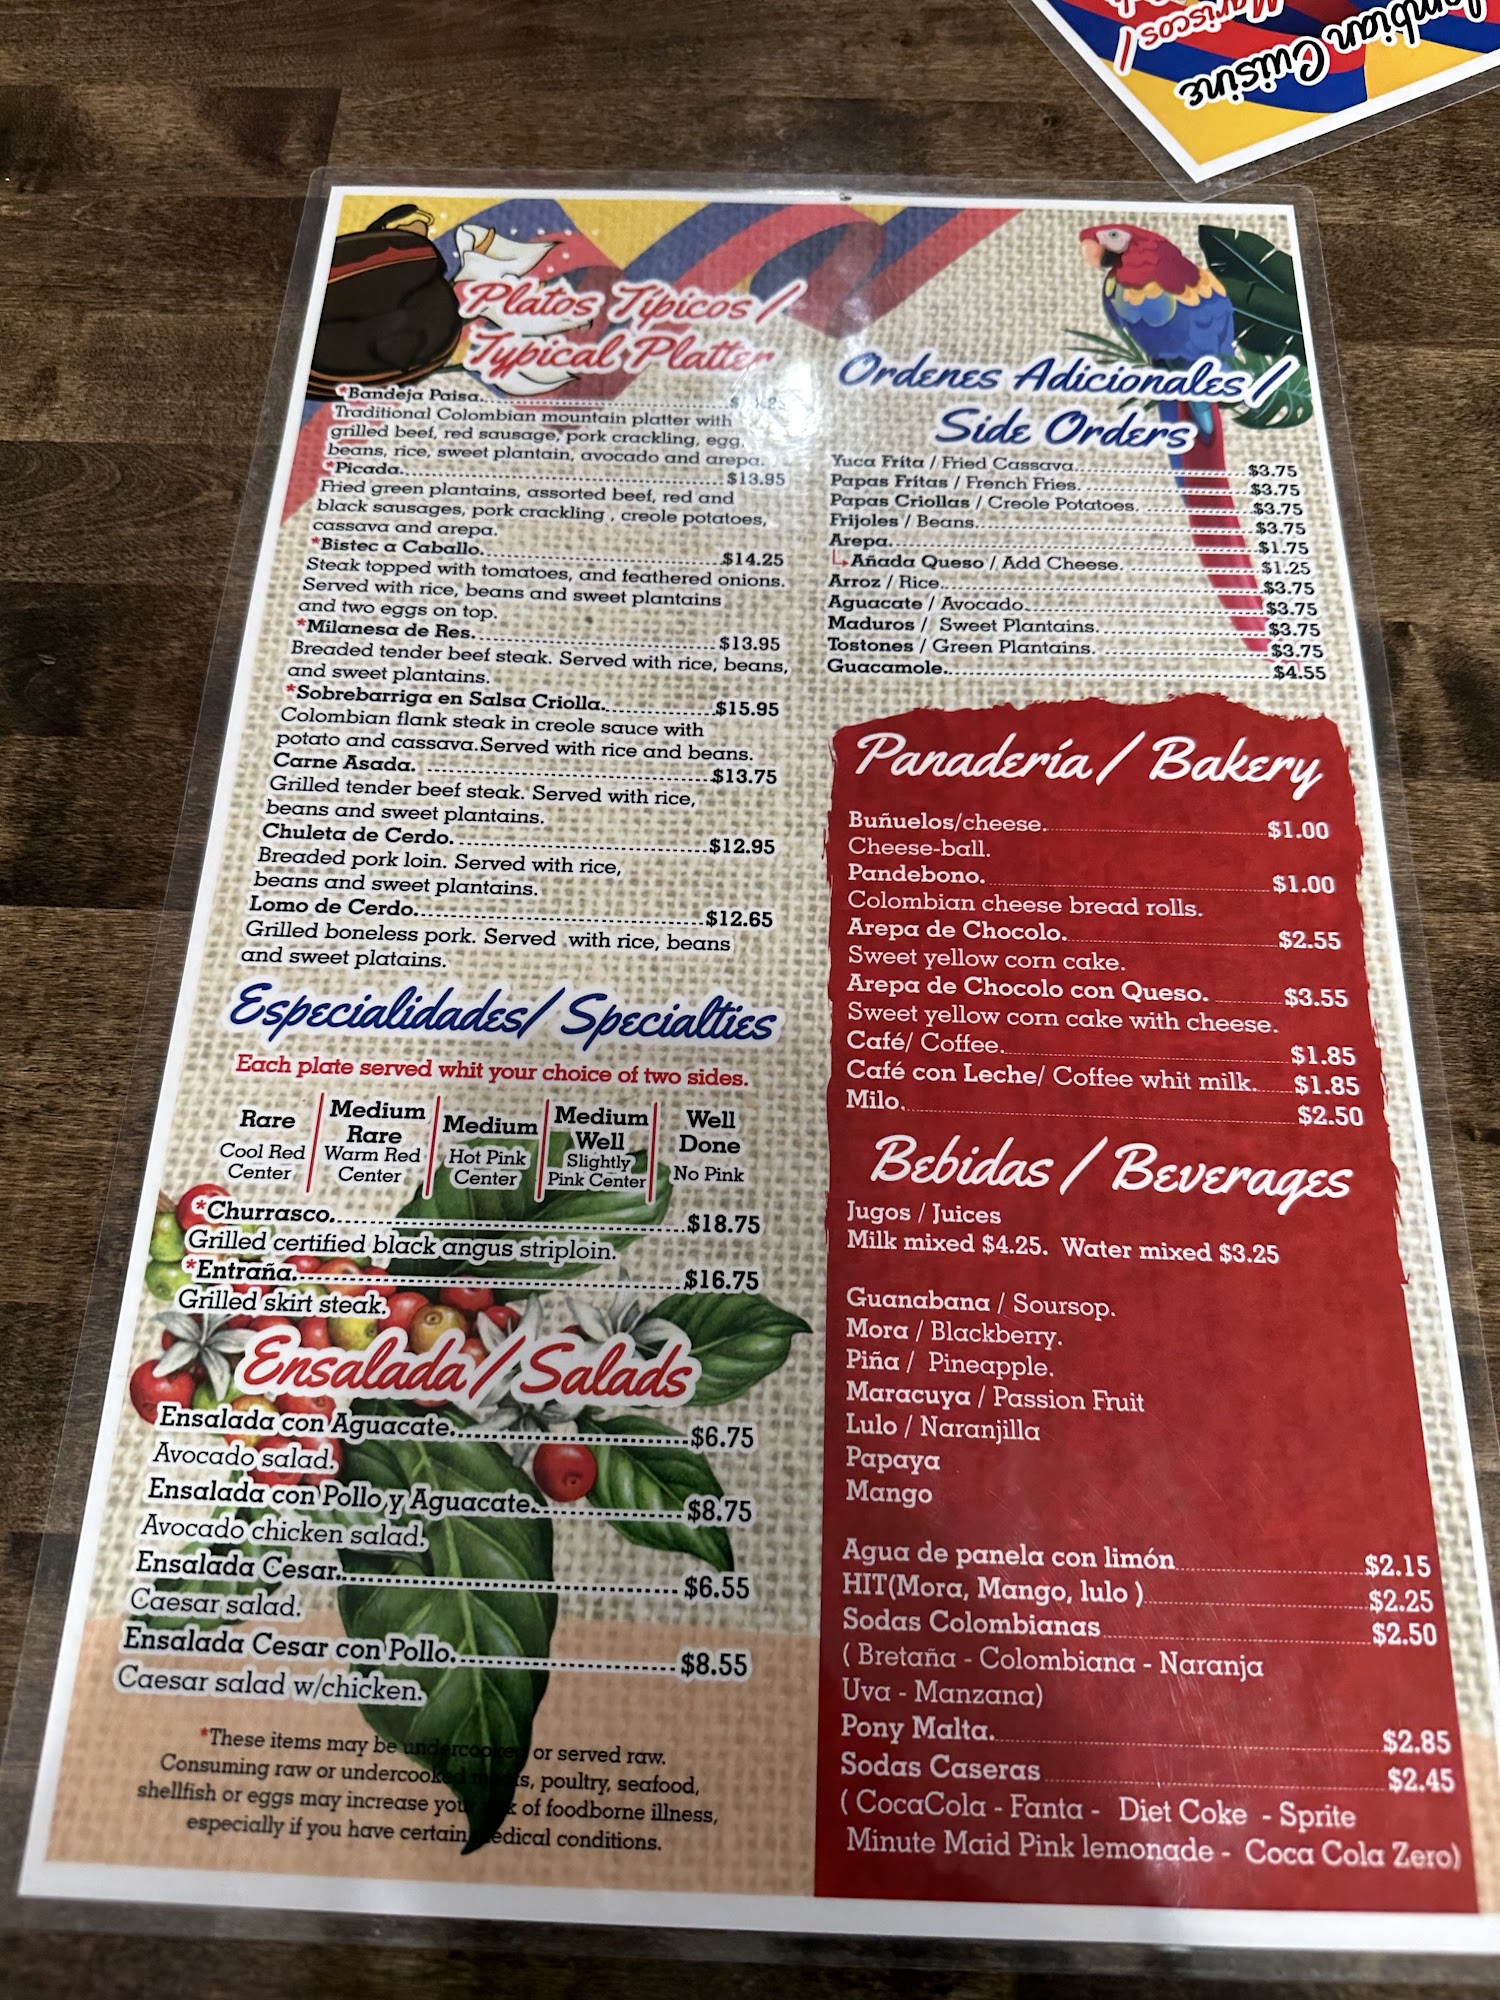 Mariscos /
Cuisine
Platos Típicos /
Typical Platter
*Bandeja Paisa.
Traditional Colombian mountain platter with
grilled beef, red sausage, pork crackling, egg,
beans, rice, sweet plantain, avocado and arepa.
*Picada. $13.95
Fried green plantains, assorted beef, red and
black sausages, pork crackling , creole potatoes,
cassava and arepa.
*Bistec a Caballo. $14.25
Steak topped with tomatoes, and feathered onions.
Served with rice, beans and sweet plantains
and two eggs on top.
*Milanesa de Res. $13.95
Breaded tender beef steak. Served with rice, beans,
and sweet plantains.
*Sobrebarriga en Salsa Criolla. $15.95
Colombian flank steak in creole sauce with
potato and cassava.Served with rice and beans.
Carne Asada. $13.75
Grilled tender beef steak. Served with rice,
beans and sweet plantains.
Chuleta de Cerdo. $12.95
Breaded pork loin. Served with rice,
beans and sweet plantains.
Lomo de Cerdo. $12.65
Grilled boneless pork. Served with rice, beans
and sweet platains.
Especialidades/ Specialties
Each plate served whit your choice of two sides.
Rare
Cool Red
Center
Medium
Rare
Warm Red
Center
Medium
Hot Pink
Center
Medium
Well
Slightly
Pink Center
Well
Done
No Pink
*Churrasco. $18.75
Grilled certified black angus striploin.
*Entraña. $16.75
Grilled skirt steak.
Ensalada/ Salads
Ensalada con Aguacate. $6.75
Avocado salad.
Ensalada con Pollo y Aguacate. $8.75
Avocado chicken salad.
Ensalada Cesar. $6.55
Caesar salad.
Ensalada Cesar con Pollo. $8.55
Caesar salad w/chicken.
*These items may be undercooked or served raw.
Consuming raw or undercooked meats, poultry, seafood,
shellfish or eggs may increase your risk of foodborne illness,
especially if you have certain medical conditions.
Ordenes Adicionales /
Side Orders
Yuca Frita / Fried Cassava. $3.75
Papas Fritas / French Fries. $3.75
Papas Criollas / Creole Potatoes. $3.75
Frijoles / Beans. $3.75
Arepa. $1.75
Añada Queso / Add Cheese. $1.25
Arroz / Rice. $3.75
Aguacate / Avocado. $3.75
Maduros / Sweet Plantains. $3.75
Tostones / Green Plantains. $3.75
Guacamole. $4.55
Panadería / Bakery
Buñuelos/cheese. $1.00
Cheese-ball.
Pandebono. $1.00
Colombian cheese bread rolls.
Arepa de Chocolo. $2.55
Sweet yellow corn cake.
Arepa de Chocolo con Queso. $3.55
Sweet yellow corn cake with cheese.
Café/ Coffee. $1.85
Café con Leche/ Coffee whit milk. $1.85
Milo. $2.50
Bebidas / Beverages
Jugos / Juices
Milk mixed $4.25. Water mixed $3.25
Guanabana / Soursop.
Mora / Blackberry.
Piña / Pineapple.
Maracuya / Passion Fruit
Lulo / Naranjilla
Papaya
Mango
Agua de panela con limón $2.15
HIT(Mora, Mango, lulo ) $2.25
Sodas Colombianas $2.50
( Bretaña - Colombiana - Naranja
Uva - Manzana)
Pony Malta. $2.85
Sodas Caseras $2.45
( CocaCola - Fanta - Diet Coke - Sprite
Minute Maid Pink lemonade - Coca Cola Zero)